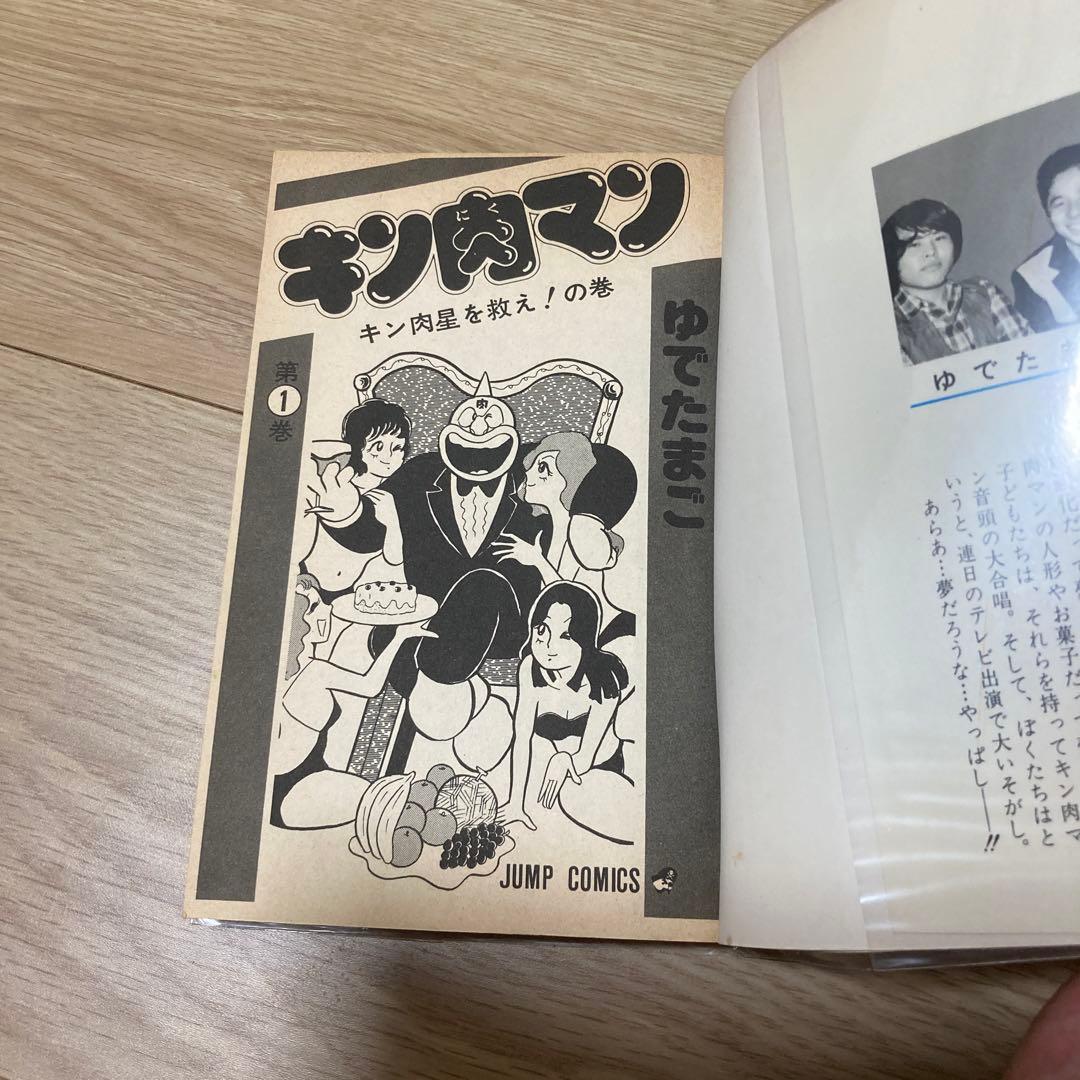 キン肉マン
にく
キン肉星を救え！の巻
第1巻
ゆでたまご
肉
JUMP COMICS
ゆでた
肉マンの人形やお菓子だ
子どもたちは、それらを持ってキン肉マ
ン音頭の大合唱。そして、ぼくたちはと
いうと、連日のテレビ出演で大いそがし。
あらあ…夢だろうな…やっぱし──!!